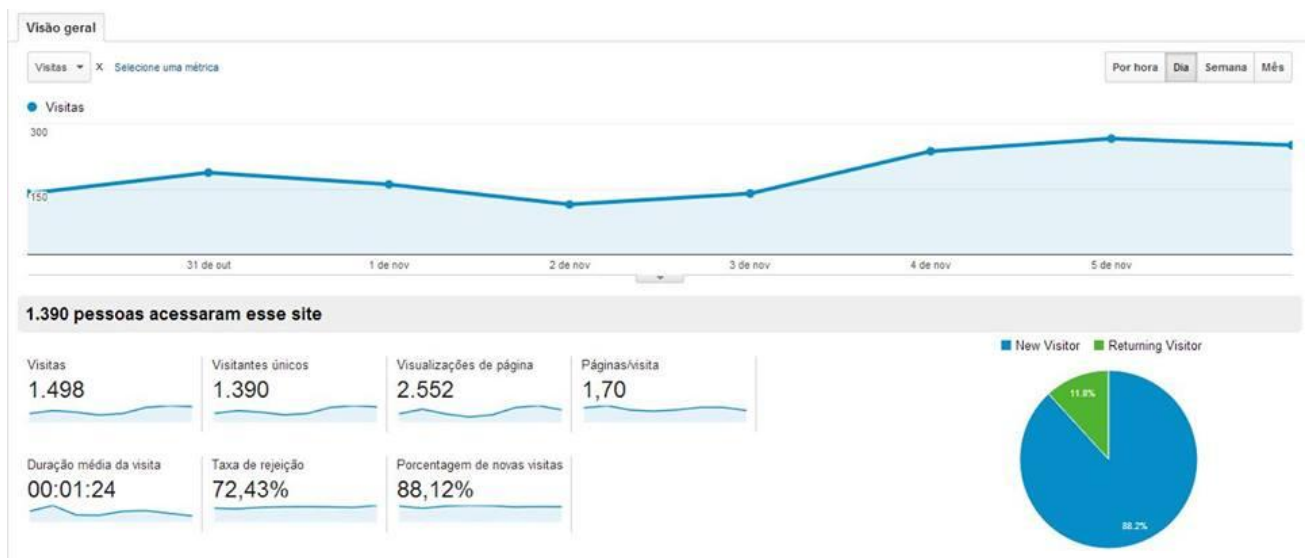 Visão geral
Visitas X Selecione uma métrica Por hora Dia Semana Mês
Visitas
300
150
31 de out 1 de nov 2 de nov 3 de nov 4 de nov 5 de nov
1.390 pessoas acessaram esse site
New Visitor Returning Visitor
Visitas Visitantes únicos Visualizações de página Páginas/visita
1.498 1.390 2.552 1,70
11.8%
Duração média da visita Taxa de rejeição Porcentagem de novas visitas
00:01:24 72,43% 88,12%
88.2%